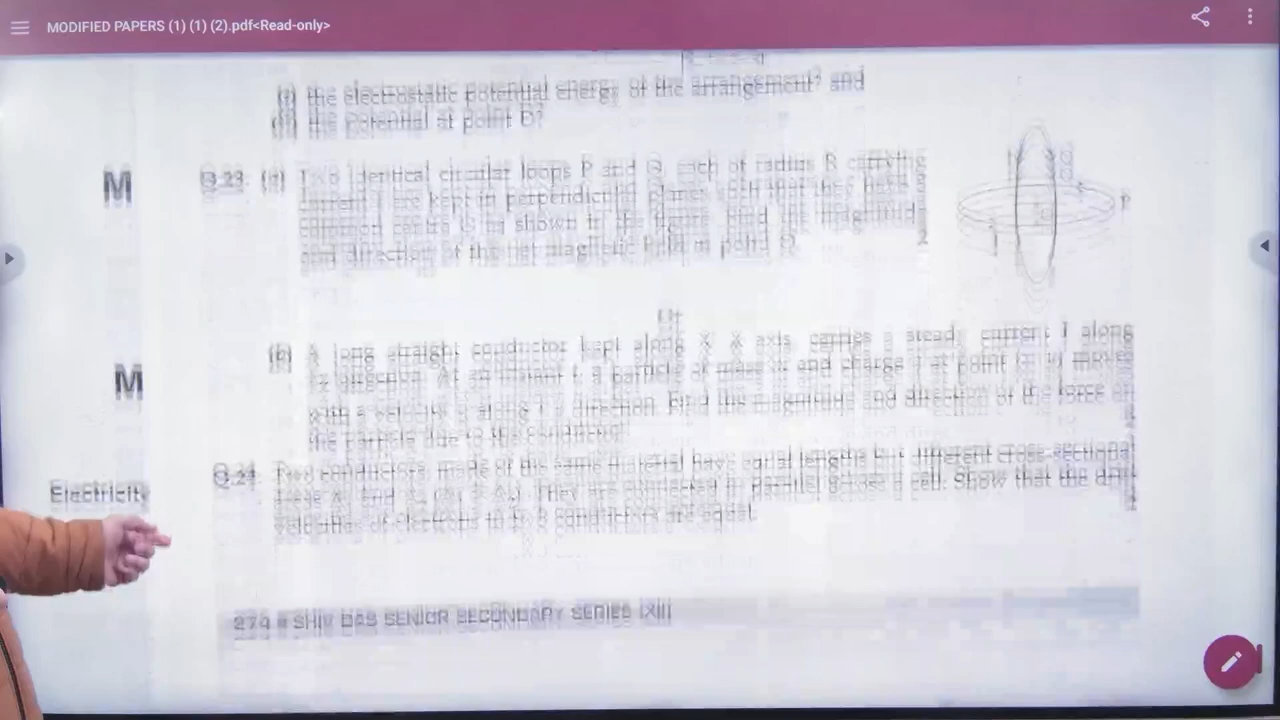 MODIFIED PAPERS (1) (1) (2).pdf<Read-only>
(i) the electrostatic potential energy of the arrangement? and
(ii) the potential at point D?
M
Q.23. (a) Two identical circular loops P and Q, each of radius R carrying
current I are kept in perpendicular planes such that they have
common centre as shown in the figure. Find the magnitude
and direction of the net magnetic field at point O.
P
Or
M
(b) A long straight conductor kept along X' X axis, carries a steady current I along
direction. At an instant t, a particle of mass m and charge q at point (x, y) moves
with a velocity along direction. Find the magnitude and direction of the force on
the particle due to the conductor.
Electricity
Q.24. Two conductors, made of the same material have equal lengths but different cross-sectional
areas A₁ and A₂ (A₁ > A₂). They are connected in parallel across a cell. Show that the drift
velocities of electrons in two conductors are equal.
274 SHIV DAS SENIOR SECONDARY SERIES (XII)